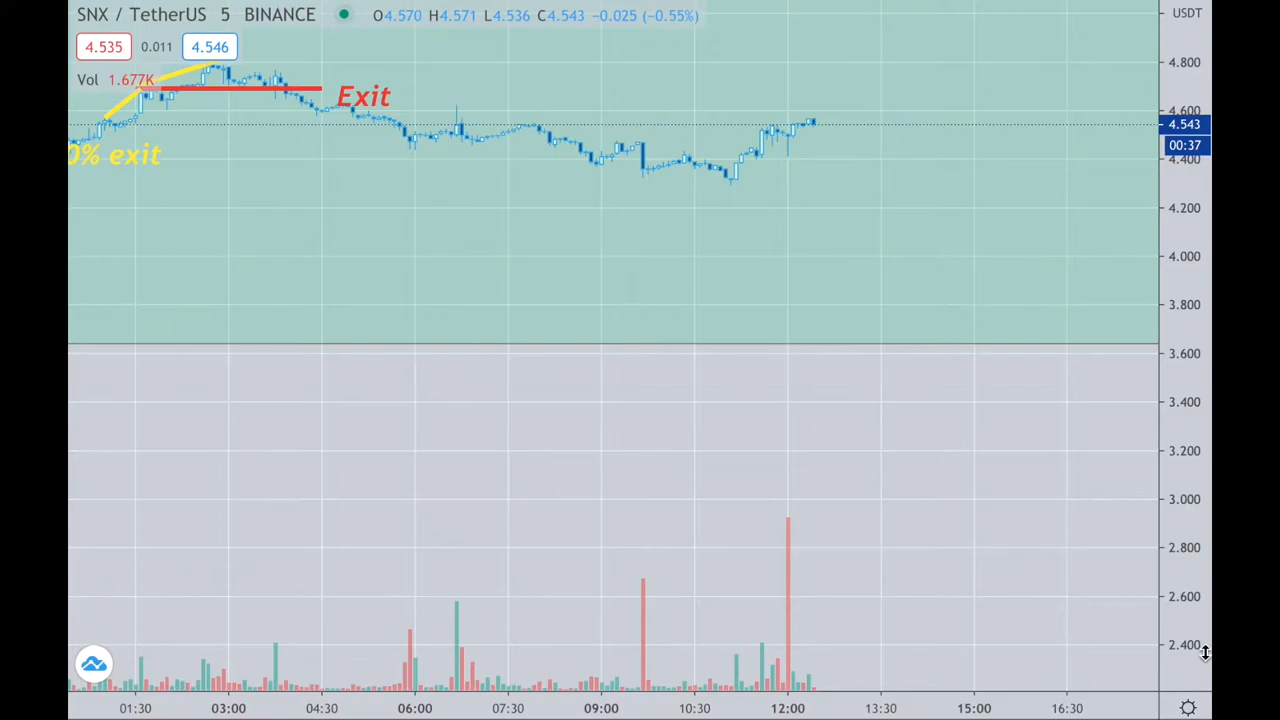 SNX / TetherUS 5 BINANCE O4.570 H4.571 L4.536 C4.543 −0.025 (−0.55%) USDT
4.535 0.011 4.546
Vol 1.677K
Exit
0% exit
4.800
4.600
4.543
00:37
4.400
4.200
4.000
3.800
3.600
3.400
3.200
3.000
2.800
2.600
2.400
01:30 03:00 04:30 06:00 07:30 09:00 10:30 12:00 13:30 15:00 16:30